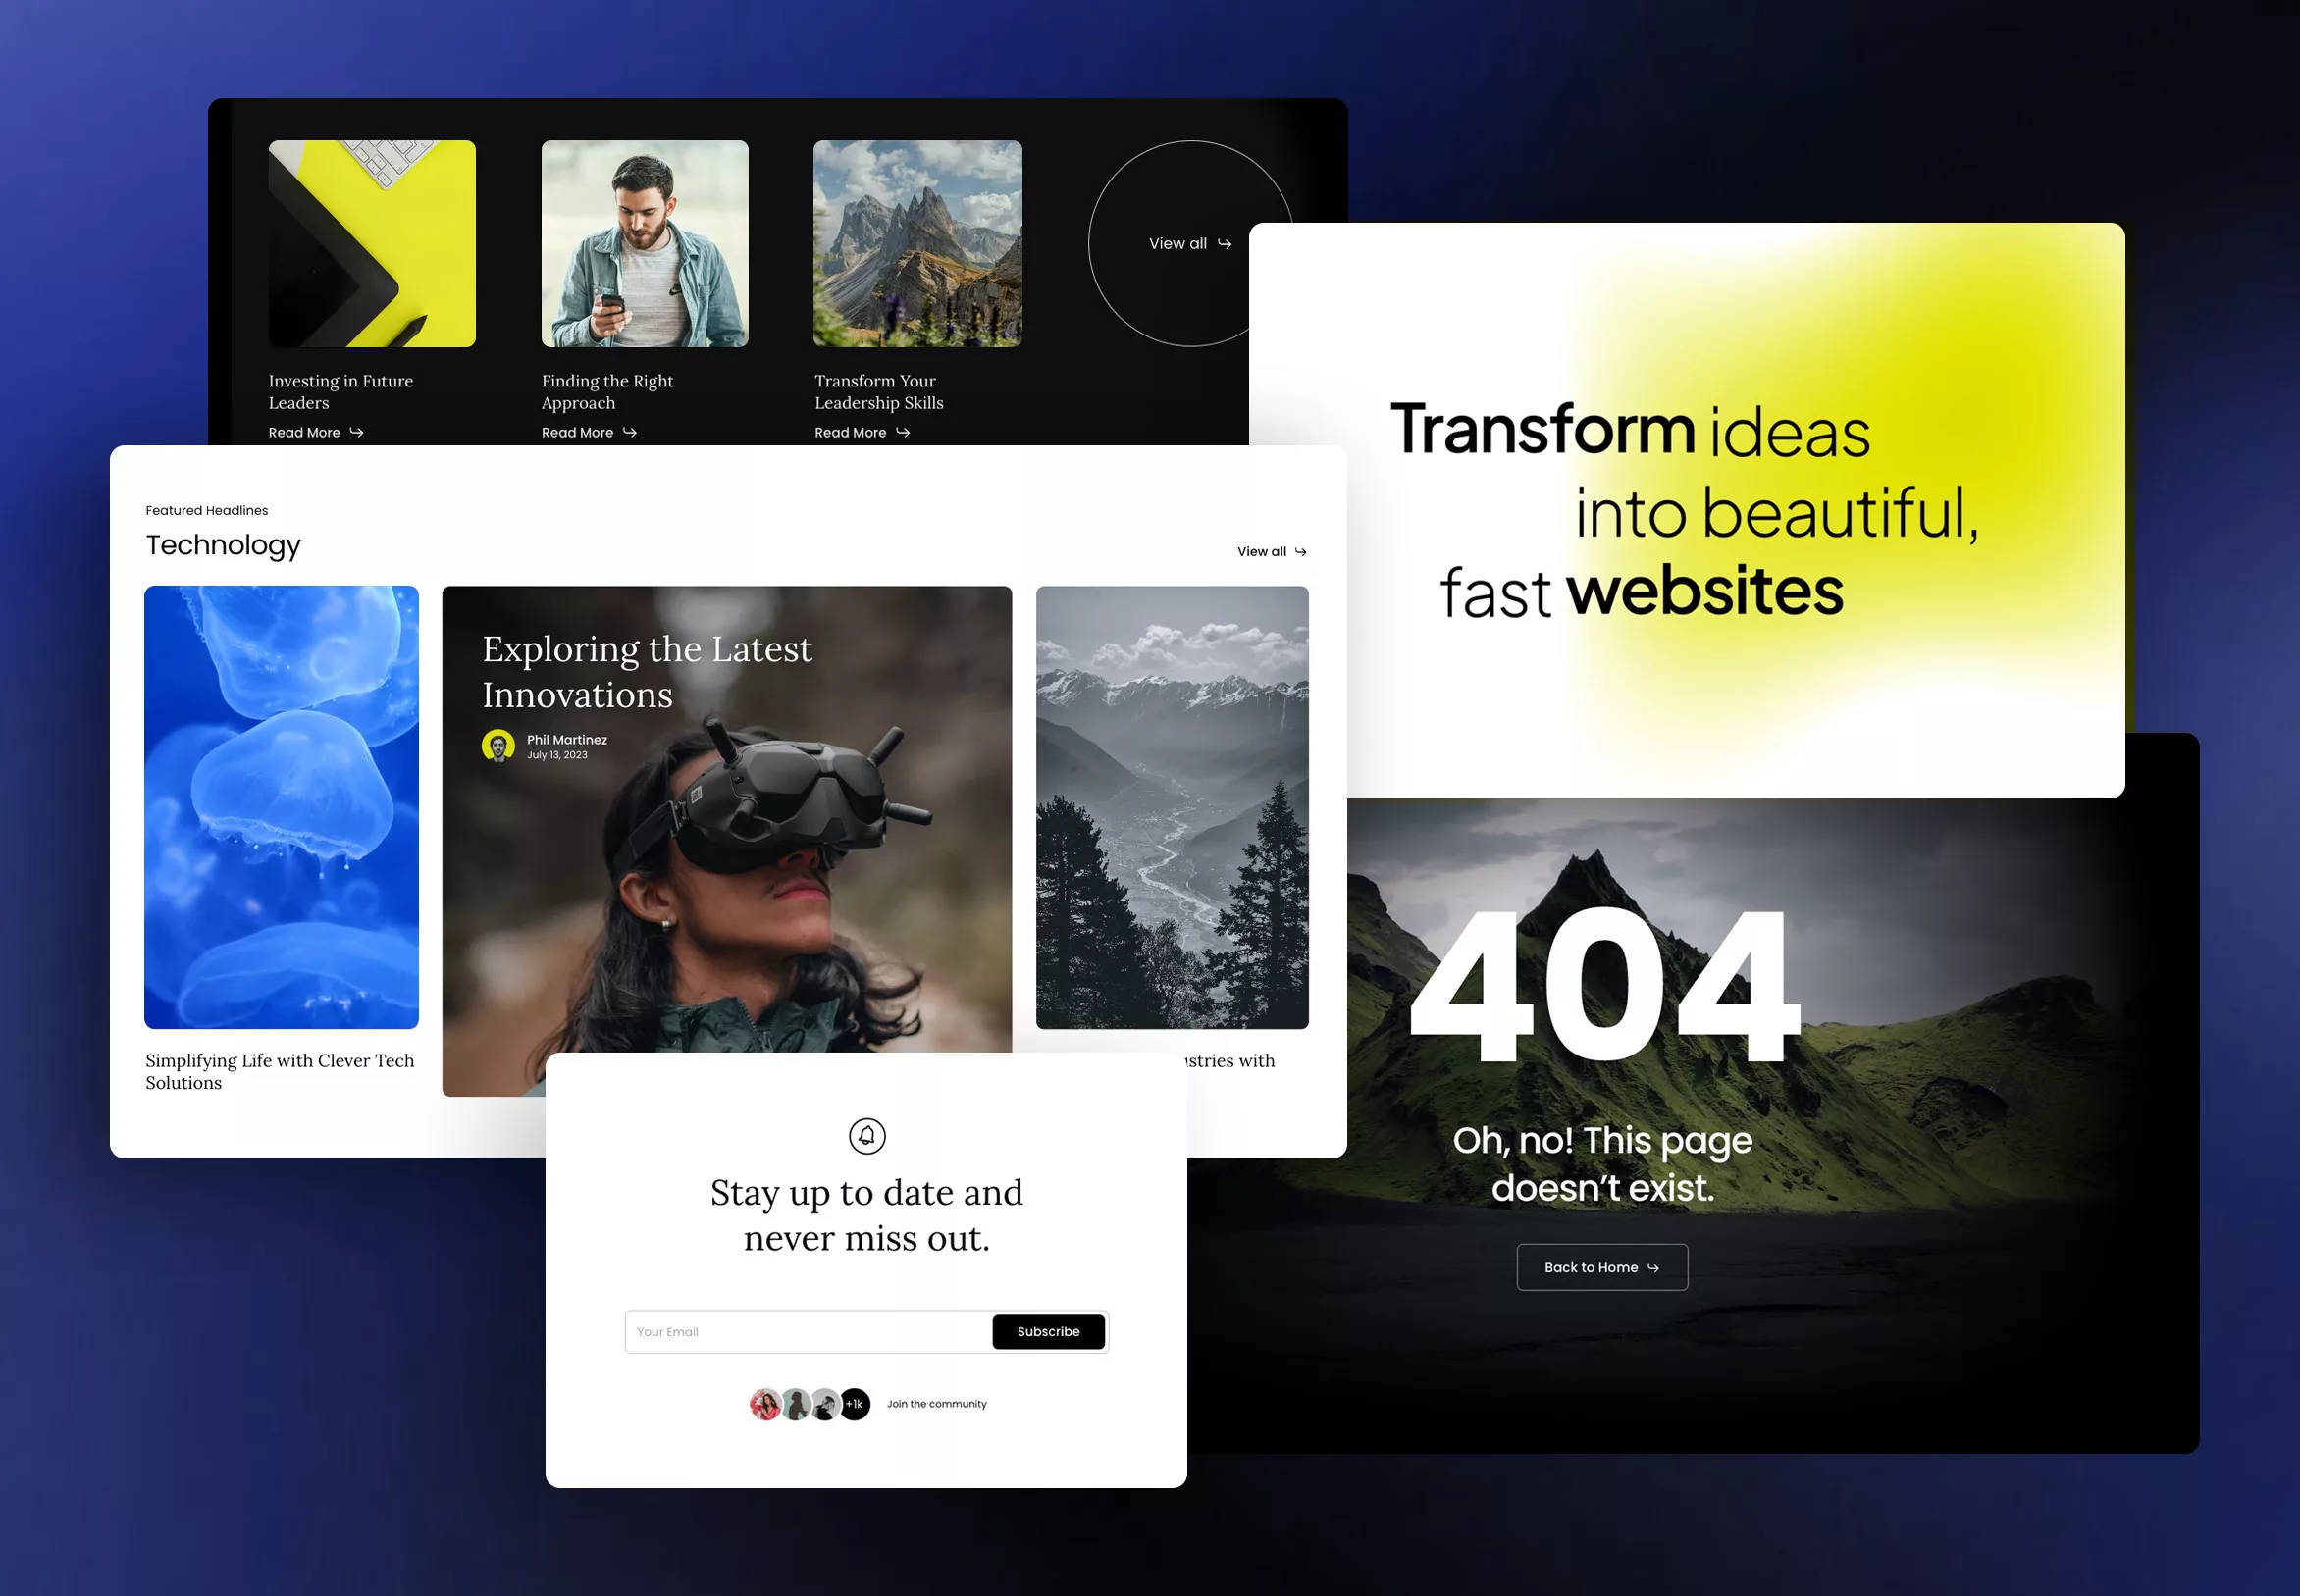 Investing in Future
Leaders
Read More
Finding the Right
Approach
Read More
Transform Your
Leadership Skills
Read More
View all
Transform ideas
into beautiful,
fast websites
Featured Headlines
Technology
View all
Exploring the Latest
Innovations
Phil Martinez
July 13, 2023
Simplifying Life with Clever Tech
Solutions
with
404
Oh, no! This page
doesn’t exist.
Back to Home
Stay up to date and
never miss out.
Your Email
Subscribe
+1k
Join the community